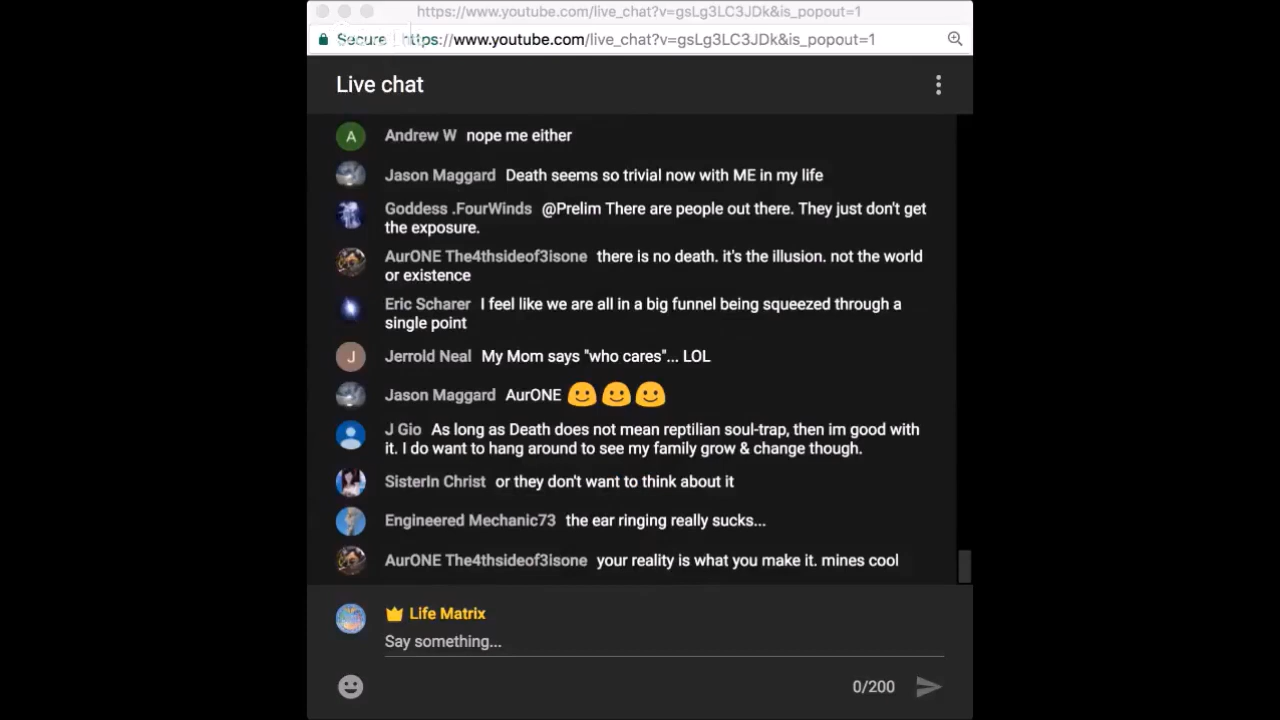 https://www.youtube.com/live_chat?v=gsLg3LC3JDk&is_popout=1
Secure https://www.youtube.com/live_chat?v=gsLg3LC3JDk&is_popout=1
Live chat
A Andrew W nope me either
Jason Maggard Death seems so trivial now with ME in my life
Goddess .FourWinds @Prelim There are people out there. They just don't get
the exposure.
AurONE The4thsideof3isone there is no death. it's the illusion. not the world
or existence
Eric Scharer I feel like we are all in a big funnel being squeezed through a
single point
J Jerrold Neal My Mom says "who cares"... LOL
Jason Maggard AurONE
J Gio As long as Death does not mean reptilian soul-trap, then im good with
it. I do want to hang around to see my family grow & change though.
SisterIn Christ or they don't want to think about it
Engineered Mechanic73 the ear ringing really sucks...
AurONE The4thsideof3isone your reality is what you make it. mines cool
Life Matrix
Say something...
0/200